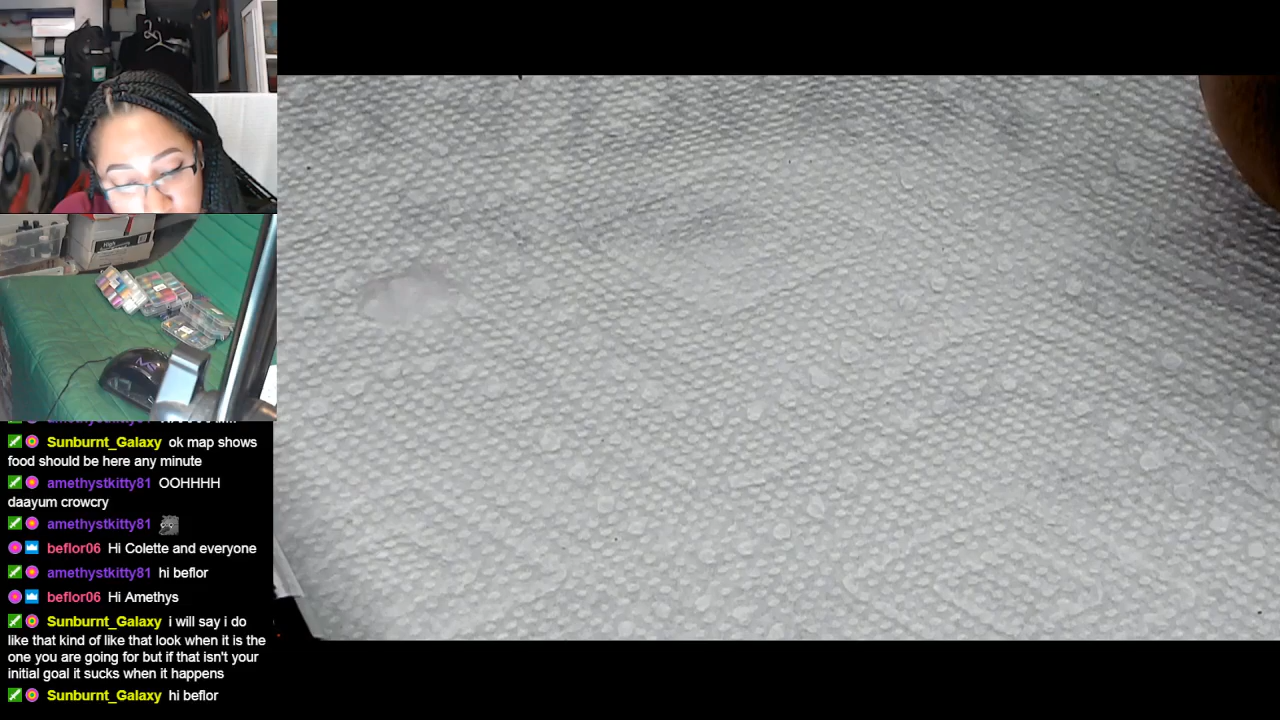 Sunburnt_Galaxy ok map shows
food should be here any minute
amethystkitty81 OOHHHH
daayum crowcry
amethystkitty81
beflor06 Hi Colette and everyone
amethystkitty81 hi beflor
beflor06 Hi Amethys
Sunburnt_Galaxy i will say i do
like that kind of like that look when it is the
one you are going for but if that isn't your
initial goal it sucks when it happens
Sunburnt_Galaxy hi beflor